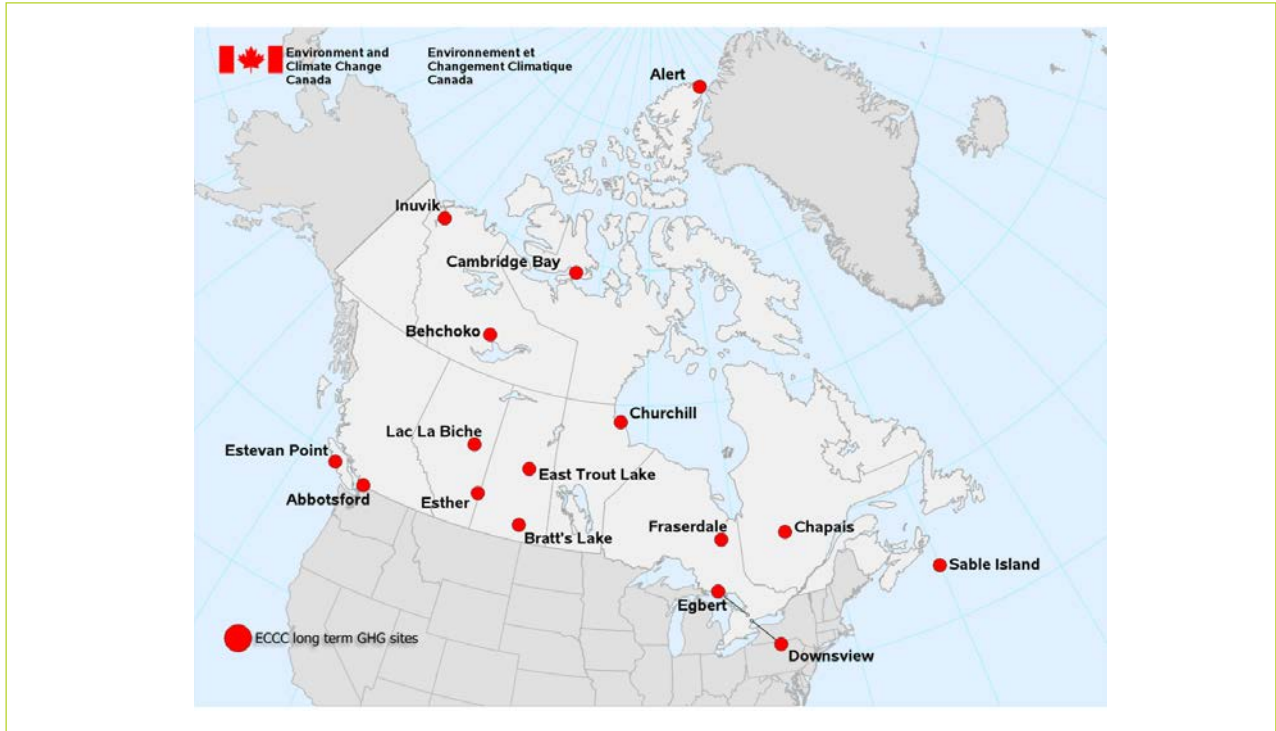 Environment and
Climate Change
Canada
Environnement et
Changement Climatique
Canada
Alert
Inuvik
Cambridge Bay
Behchoko
Churchill
Lac La Biche
Estevan Point
East Trout Lake
Abbotsford
Esther
Bratt's Lake
Fraserdale
Chapais
Sable Island
Egbert
ECCC long term GHG sites
Downsview